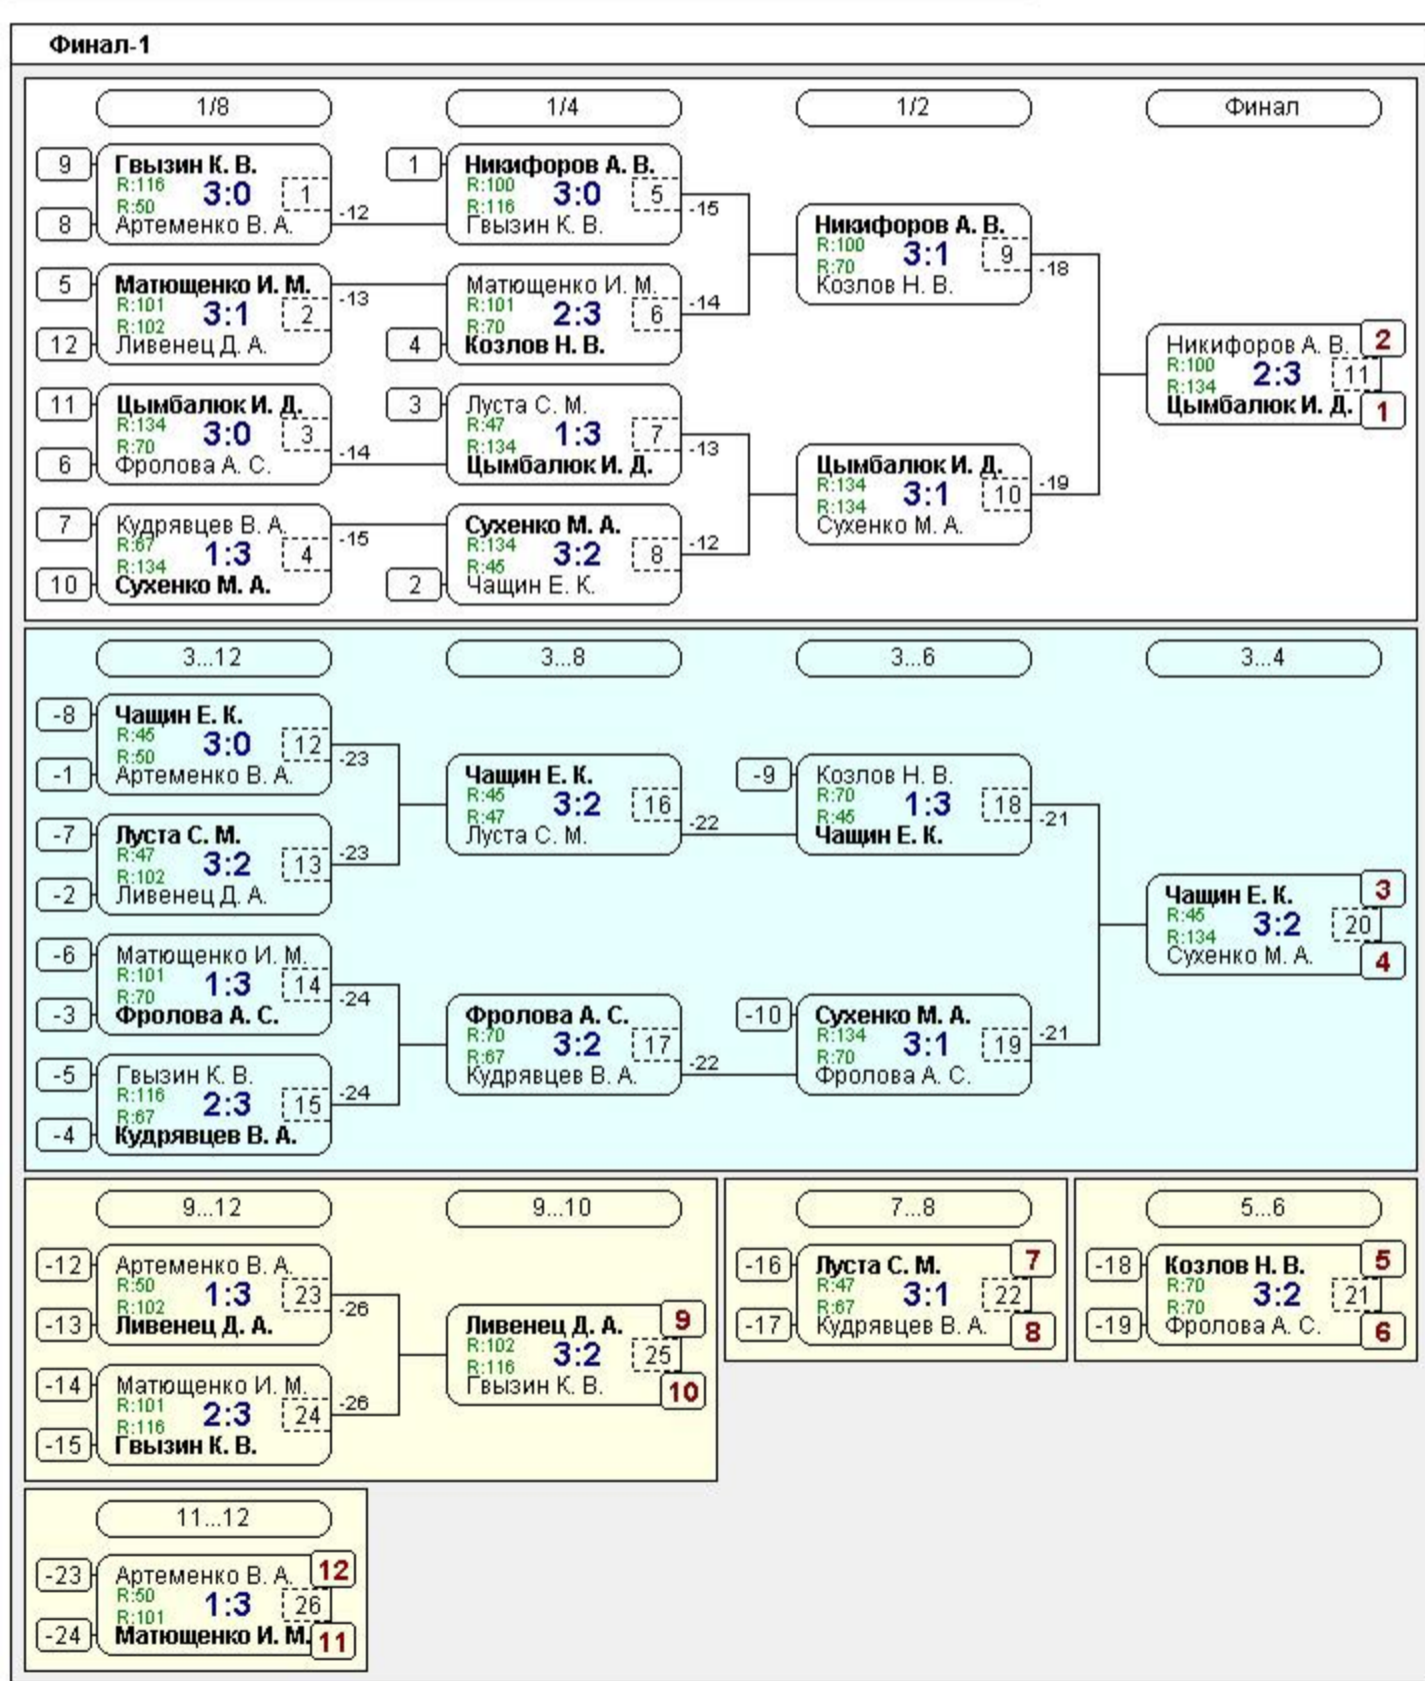 Финал-1
1/8
1/4
1/2
Финал
9
Гвызин К. В.
R:116
3:0
1
R:50
8
Артеменко В. А.
-12
5
Матющенко И. М.
R:101
3:1
2
R:102
12
Ливенец Д. А.
-13
11
Цымбалюк И. Д.
R:134
3:0
3
R:70
6
Фролова А. С.
-14
7
Кудрявцев В. А.
R:67
1:3
4
R:134
10
Сухенко М. А.
-15
1
Никифоров А. В.
R:100
3:0
5
R:116
Гвызин К. В.
-15
Матющенко И. М.
R:101
2:3
6
R:70
4
Козлов Н. В.
-14
3
Луста С. М.
R:47
1:3
7
R:134
Цымбалюк И. Д.
-13
Сухенко М. А.
R:134
3:2
8
R:45
2
Чащин Е. К.
-12
Никифоров А. В.
R:100
3:1
9
R:70
Козлов Н. В.
-18
Цымбалюк И. Д.
R:134
3:1
10
R:134
Сухенко М. А.
-19
Никифоров А. В.
2
R:100
2:3
11
R:134
Цымбалюк И. Д.
1
3...12
3...8
3...6
3...4
-8
Чащин Е. К.
R:45
3:0
12
R:50
-1
Артеменко В. А.
-23
-7
Луста С. М.
R:47
3:2
13
R:102
-2
Ливенец Д. А.
-23
-6
Матющенко И. М.
R:101
1:3
14
R:70
-3
Фролова А. С.
-24
-5
Гвызин К. В.
R:116
2:3
15
R:67
-4
Кудрявцев В. А.
-24
Чащин Е. К.
R:45
3:2
16
R:47
Луста С. М.
-22
Фролова А. С.
R:70
3:2
17
R:67
Кудрявцев В. А.
-22
-9
Козлов Н. В.
R:70
1:3
18
R:45
Чащин Е. К.
-21
-10
Сухенко М. А.
R:134
3:1
19
R:70
Фролова А. С.
-21
Чащин Е. К.
3
R:45
3:2
20
R:134
Сухенко М. А.
4
9...12
9...10
-12
Артеменко В. А.
R:50
1:3
23
R:102
-13
Ливенец Д. А.
-26
-14
Матющенко И. М.
R:101
2:3
24
R:116
-15
Гвызин К. В.
-26
Ливенец Д. А.
9
R:102
3:2
25
R:116
Гвызин К. В.
10
7...8
-16
Луста С. М.
7
R:47
3:1
22
R:67
-17
Кудрявцев В. А.
8
5...6
-18
Козлов Н. В.
5
R:70
3:2
21
R:70
-19
Фролова А. С.
6
11...12
-23
Артеменко В. А.
12
R:50
1:3
26
R:101
-24
Матющенко И. М.
11